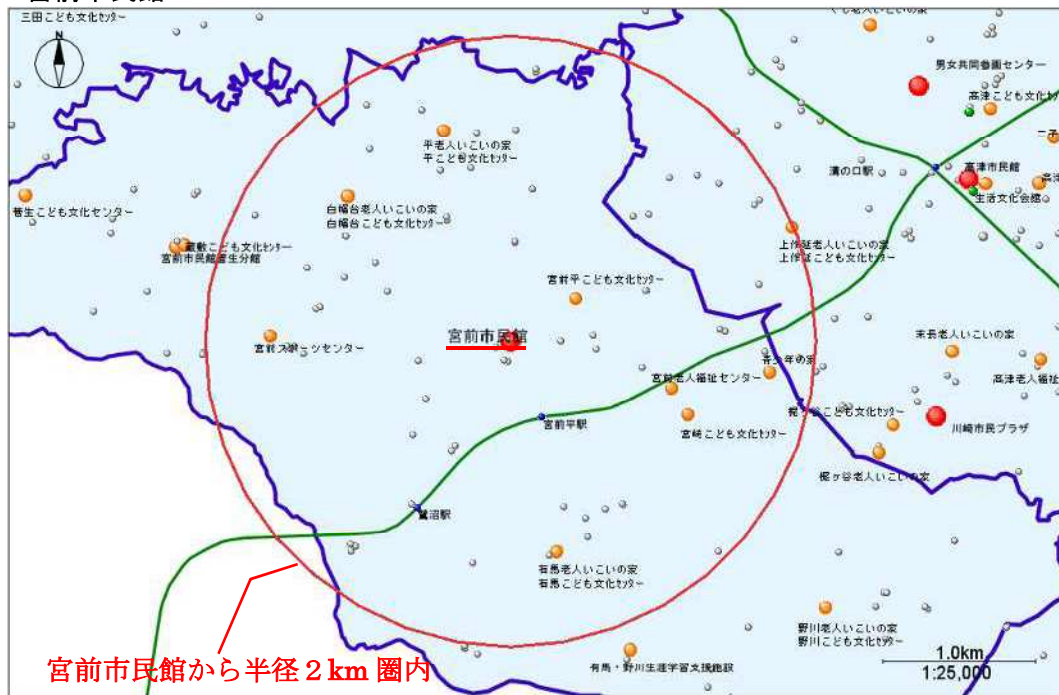 三田こども文化センター
N
男女共同参画センター
高津こども文化センタ
平老人いこいの家
平こども文化センター
溝の口駅
高津市民館
生活文化会館
菅生こども文化センター
白幡台老人いこいの家
白幡台こども文化センター
蔵敷こども文化センター
宮前市民館菅生分館
上作延老人いこいの家
上作延こども文化センター
宮前平こども文化センター
宮前市民館
宮前スポーツセンター
末長老人いこいの家
青少年の家
宮前老人福祉センター
高津老人福祉
梶ヶ谷こども文化センター
宮前平駅
宮崎こども文化センター
川崎市民プラザ
梶ヶ谷老人いこいの家
鷺沼駅
有馬老人いこいの家
有馬こども文化センター
野川老人いこいの家
野川こども文化センター
宮前市民館から半径２km 圏内
有馬・野川生涯学習支援施設
1.0km
1:25,000